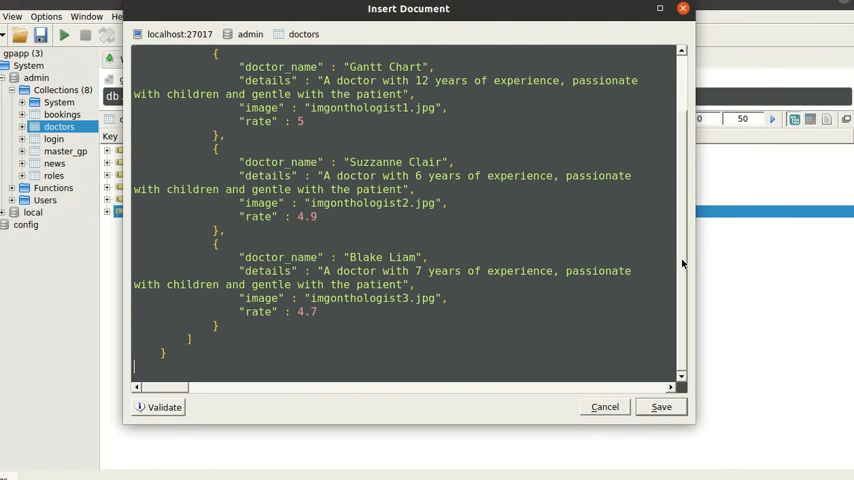 Insert Document
View Options Window He
localhost:27017 admin doctors
gpapp (3)
System
admin
Collections (8)
System
bookings
doctors
login
master_gp
news
roles
Functions
Users
local
config
db.
0 50
Key
{
"doctor_name" : "Gantt Chart",
"details" : "A doctor with 12 years of experience, passionate
with children and gentle with the patient",
"image" : "imgonthologist1.jpg",
"rate" : 5
},
{
"doctor_name" : "Suzzanne Clair",
"details" : "A doctor with 6 years of experience, passionate
with children and gentle with the patient",
"image" : "imgonthologist2.jpg",
"rate" : 4.9
},
{
"doctor_name" : "Blake Liam",
"details" : "A doctor with 7 years of experience, passionate
with children and gentle with the patient",
"image" : "imgonthologist3.jpg",
"rate" : 4.7
}
]
}
Validate Cancel Save